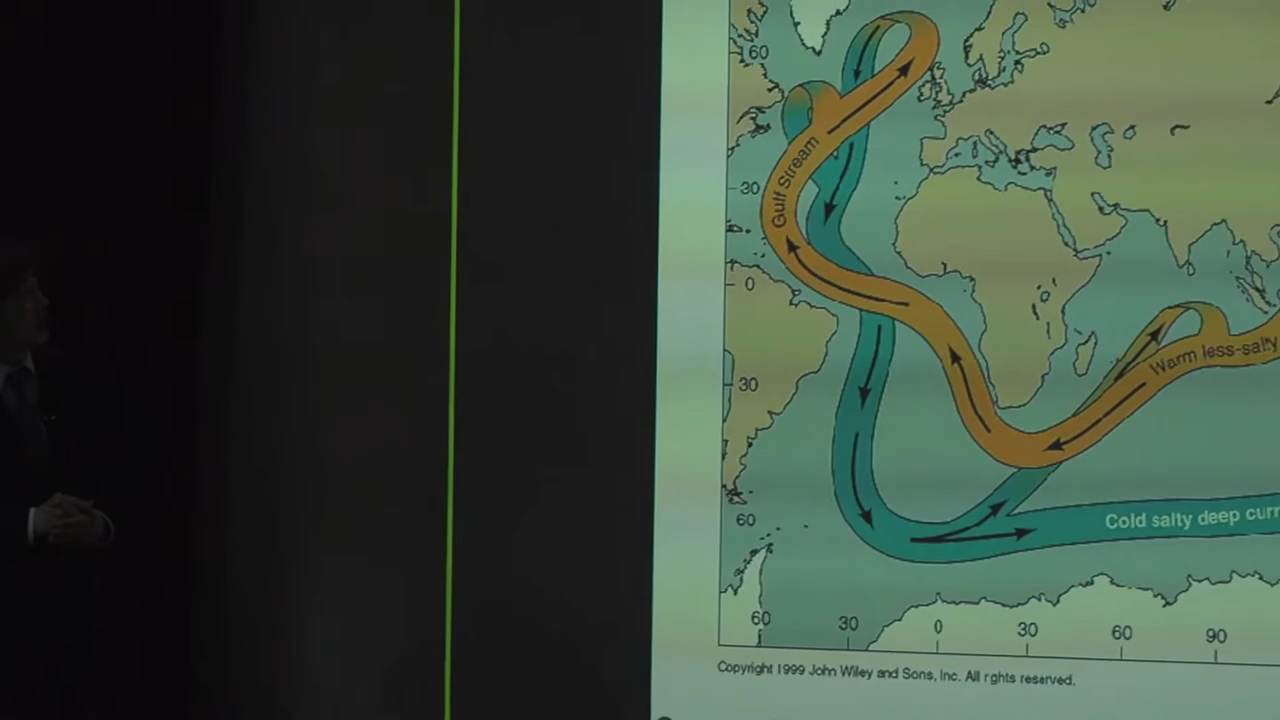 60
Gulf Stream
30
0
30
60
Warm less-salty
Cold salty deep curr
60 30 0 30 60 90
Copyright 1999 John Wiley and Sons, Inc. All rghts reserved.